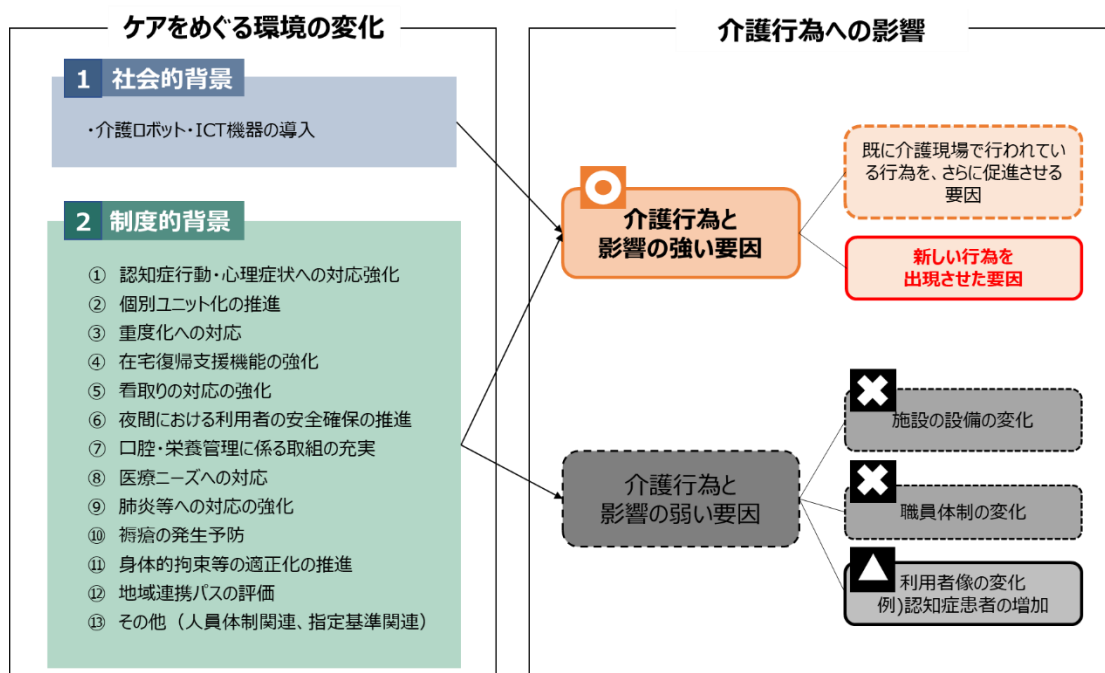 ケアをめぐる環境の変化
1 社会的背景
・介護ロボット・ICT機器の導入
2 制度的背景
① 認知症行動・心理症状への対応強化
② 個別ユニット化の推進
③ 重度化への対応
④ 在宅復帰支援機能の強化
⑤ 看取りの対応の強化
⑥ 夜間における利用者の安全確保の推進
⑦ 口腔・栄養管理に係る取組の充実
⑧ 医療ニーズへの対応
⑨ 肺炎等への対応の強化
⑩ 褥瘡の発生予防
⑪ 身体的拘束等の適正化の推進
⑫ 地域連携パスの評価
⑬ その他（人員体制関連、指定基準関連）
介護行為への影響
介護行為と
影響の強い要因
既に介護現場で行われてい
る行為を、さらに促進させる
要因
新しい行為を
出現させた要因
介護行為と
影響の弱い要因
施設の設備の変化
職員体制の変化
利用者像の変化
例)認知症患者の増加